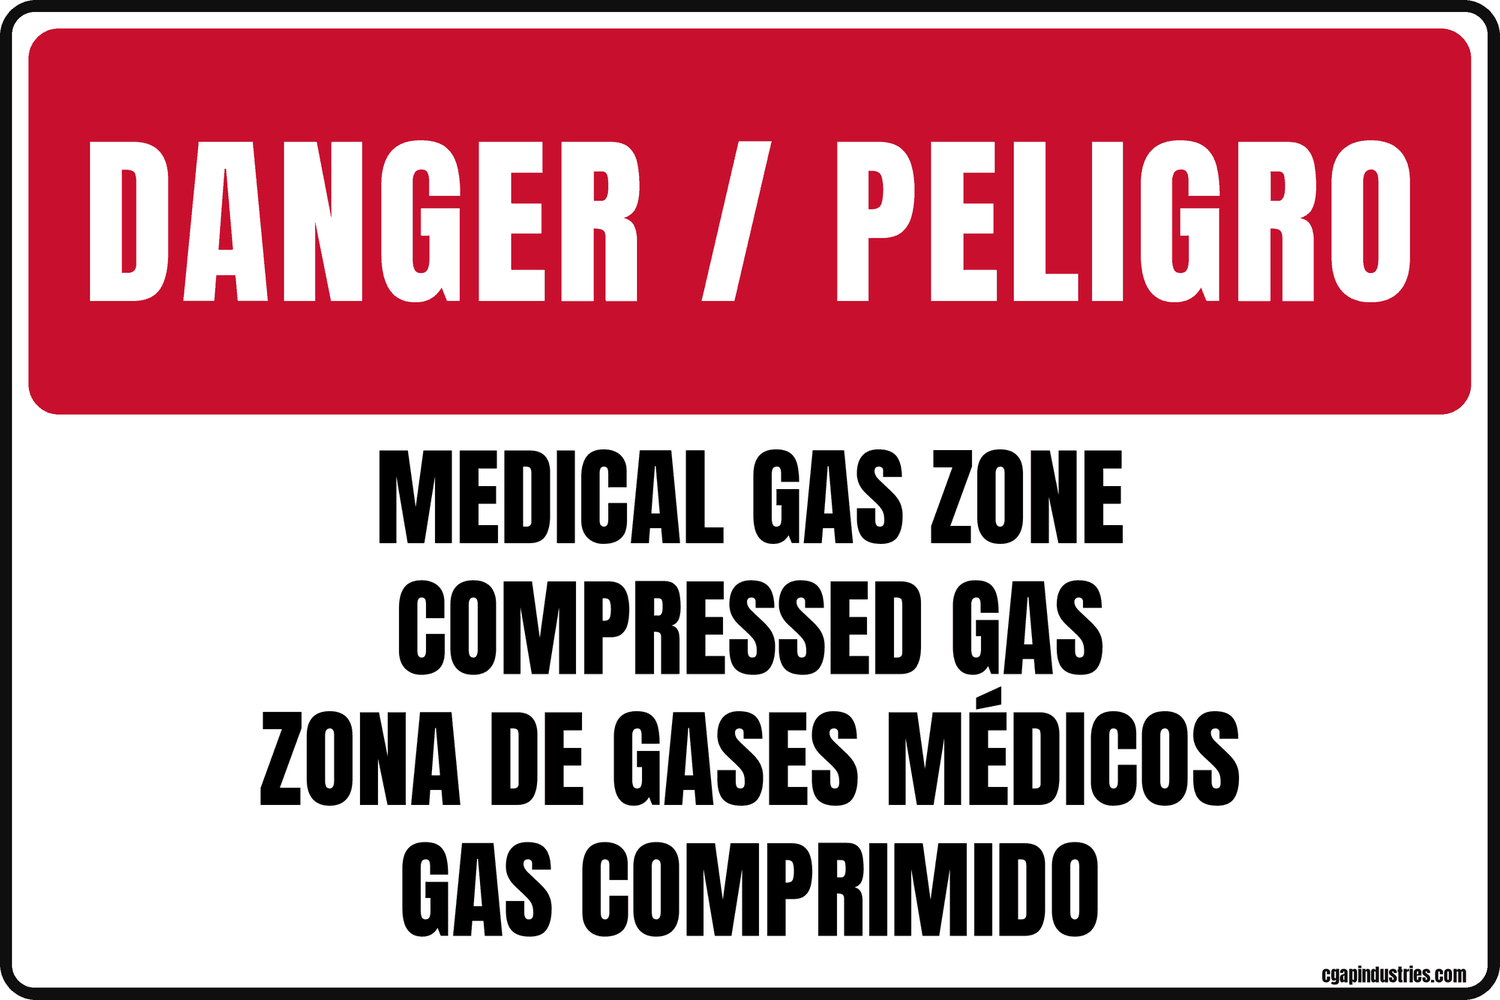 DANGER / PELIGRO
MEDICAL GAS ZONE
COMPRESSED GAS
ZONA DE GASES MÉDICOS
GAS COMPRIMIDO
cgapindustries.com